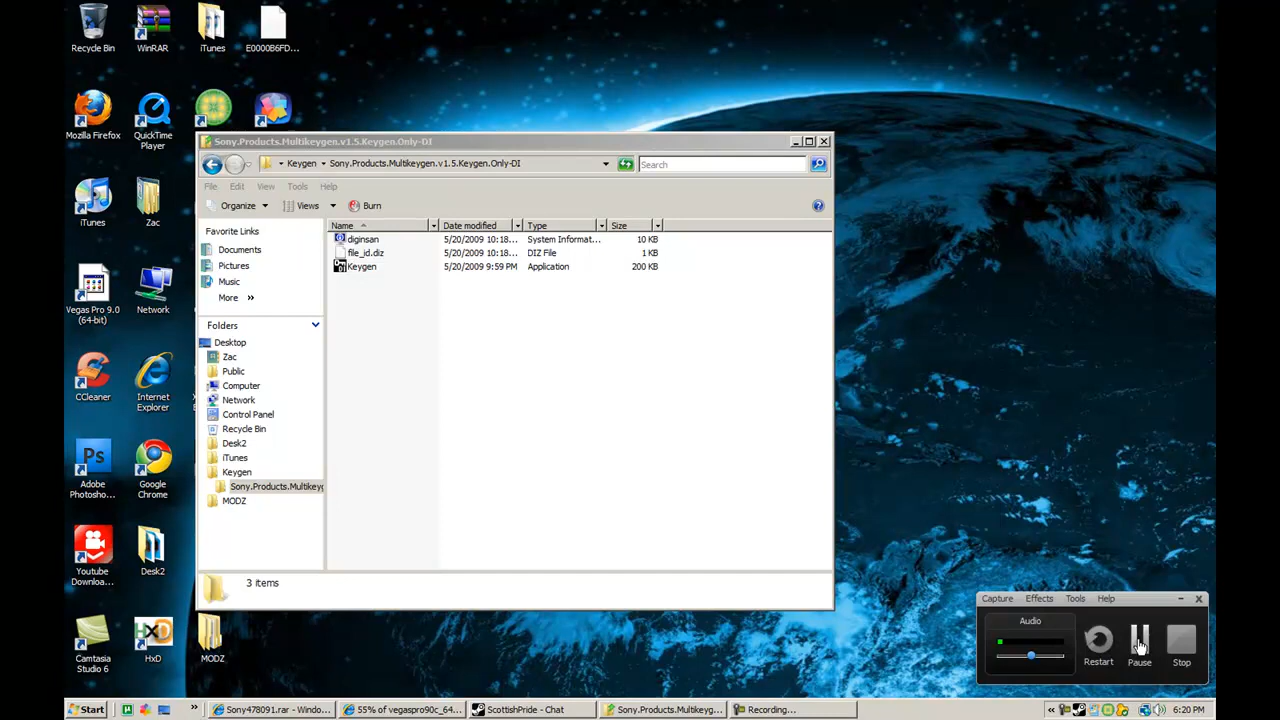 Recycle Bin
WinRAR
iTunes
E0000B6FD...
Mozilla Firefox
QuickTime
Player
iTunes
Zac
Vegas Pro 9.0
(64-bit)
Network
CCleaner
Internet
Explorer
Adobe
Photosho...
Google
Chrome
Youtube
Downloa...
Desk2
Camtasia
Studio 6
HxD
MODZ
Sony.Products.Multikeygen.v1.5.Keygen.Only-DI
Keygen
Sony.Products.Multikeygen.v1.5.Keygen.Only-DI
Search
File Edit View Tools Help
Organize Views Burn
Favorite Links
Documents
Pictures
Music
More
Folders
Desktop
Zac
Public
Computer
Network
Control Panel
Recycle Bin
Desk2
iTunes
Keygen
Sony.Products.Multikeyg
MODZ
Name Date modified Type Size
diginsan 5/20/2009 10:18... System Informat... 10 KB
file_id.diz 5/20/2009 10:18... DIZ File 1 KB
Keygen 5/20/2009 9:59 PM Application 200 KB
3 items
Capture Effects Tools Help
Audio
Restart
Pause
Stop
Start
Sony478091.rar - Windo...
55% of vegaspro90c_64...
ScottishPride - Chat
Sony.Products.Multikeyg...
Recording...
6:20 PM